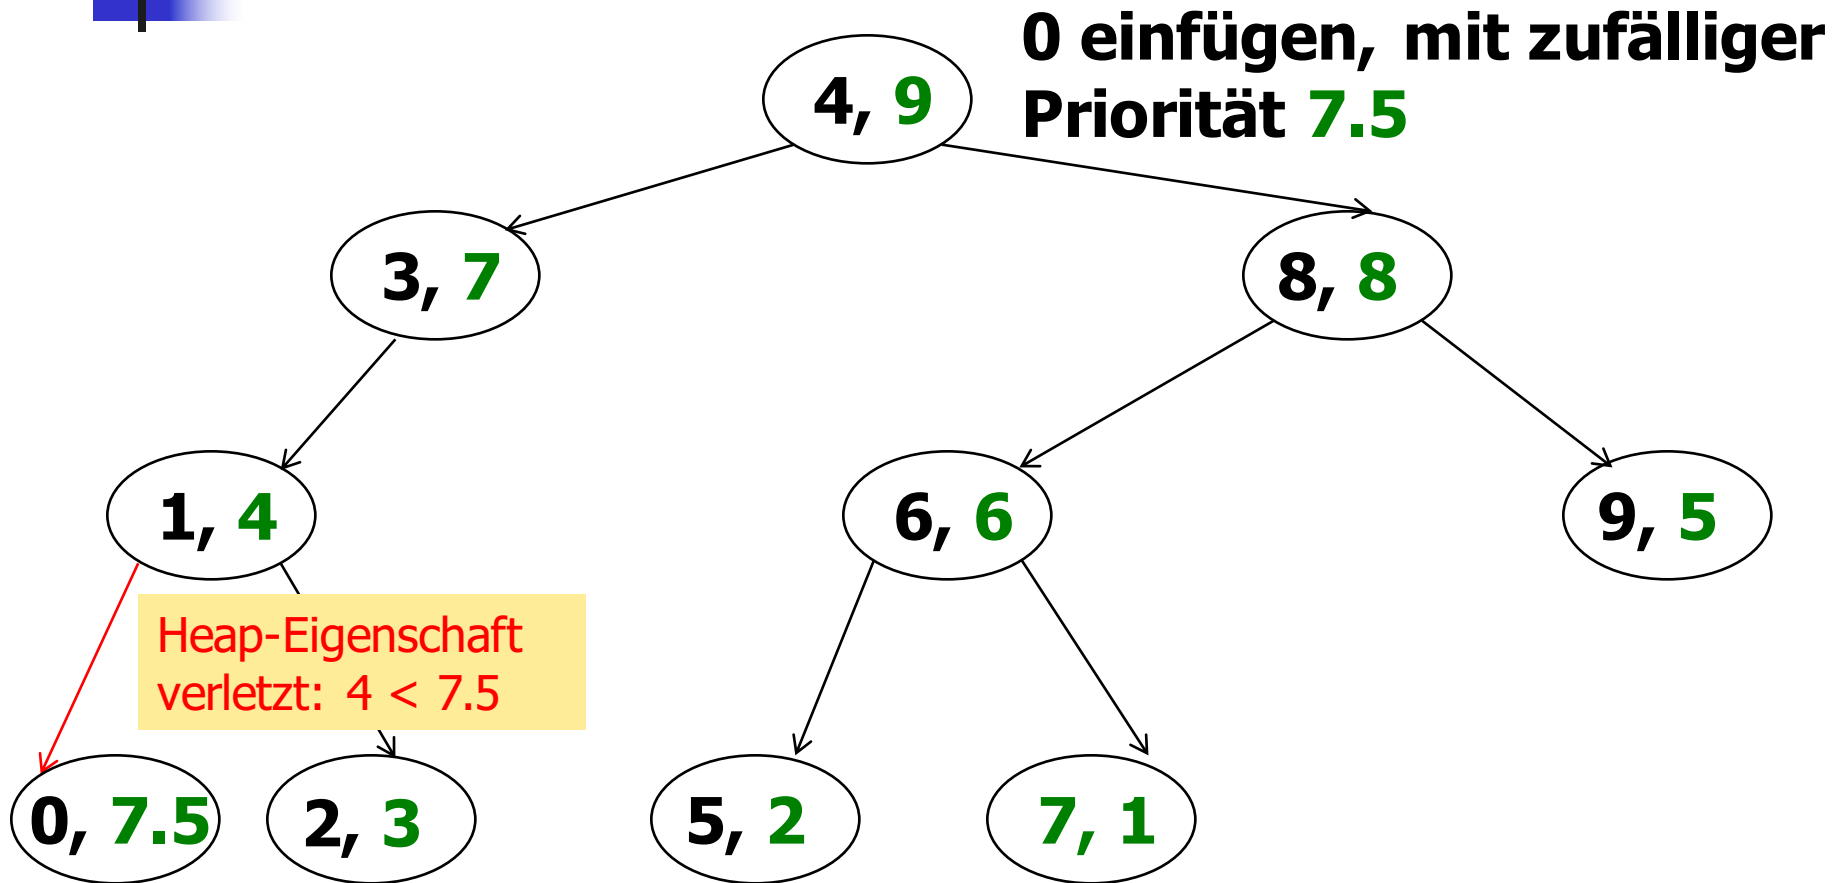 0 einfügen, mit zufälliger
Priorität 7.5
4, 9
3, 7
8, 8
1, 4
6, 6
9, 5
Heap-Eigenschaft
verletzt: 4 < 7.5
0, 7.5
2, 3
5, 2
7, 1